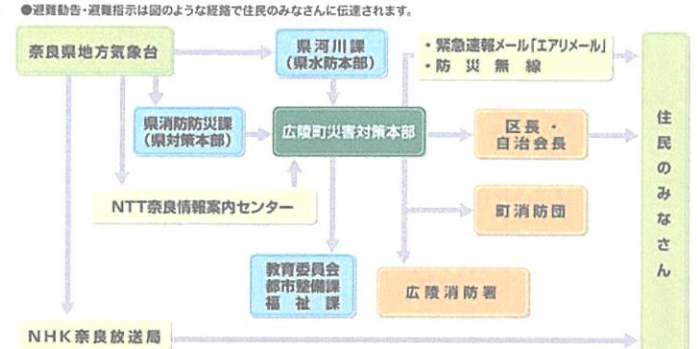 ●避難勧告・避難指示は図のような経路で住民のみなさんに伝達されます。
奈良県地方気象台
県河川課
（県水防本部）
・緊急速報メール「エアリメール」
・防災無線
県消防防災課
（県対策本部）
広陵町災害対策本部
区長・
自治会長
住民のみなさん
NTT奈良情報案内センター
町消防団
教育委員会
都市整備課
福祉課
広陵消防署
NHK奈良放送局